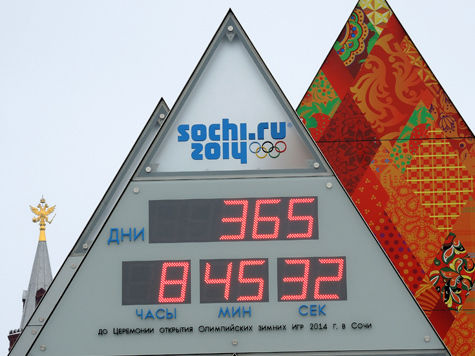 sochi.ru
2014
ДНИ 365
8 45 32
ЧАСЫ МИН СЕК
до Церемонии открытия Олимпийских зимних игр 2014 г. в Сочи